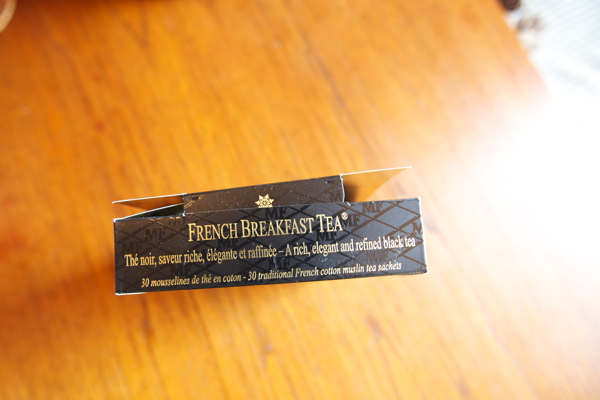 FRENCH BREAKFAST TEA®
Thé noir, saveur riche, élégante et raffinée – A rich, elegant and refined black tea
30 mousselines de thé en coton - 30 traditional French cotton muslin tea sachets